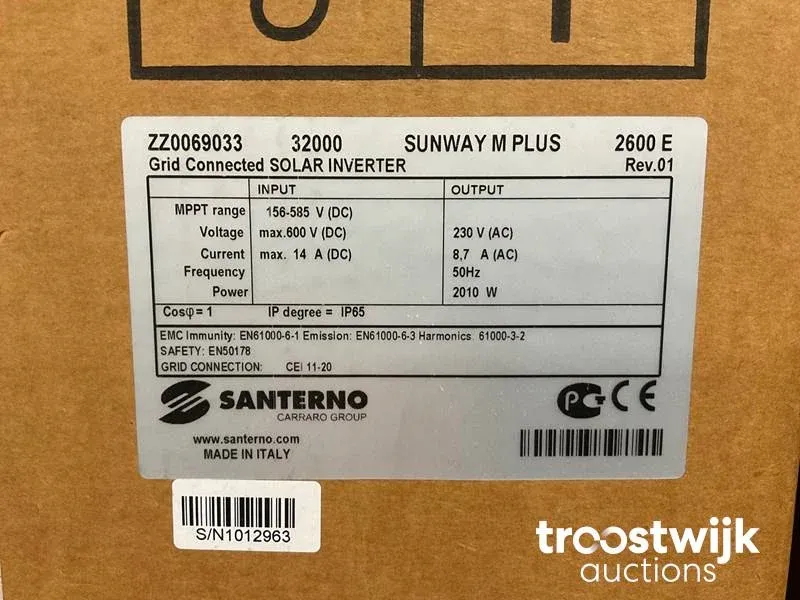 ZZ0069033 32000 SUNWAY M PLUS 2600 E
Grid Connected SOLAR INVERTER Rev.01
INPUT OUTPUT
MPPT range 156-585 V (DC)
Voltage max.600 V (DC) 230 V (AC)
Current max. 14 A (DC) 8,7 A (AC)
Frequency 50Hz
Power 2010 W
Cosφ = 1 IP degree = IP65
EMC Immunity: EN61000-6-1 Emission: EN61000-6-3 Harmonics 61000-3-2
SAFETY: EN50178
GRID CONNECTION: CEI 11-20
SANTERNO
CARRARO GROUP
PG CE
www.santerno.com
MADE IN ITALY
S/N1012963
troostwijk
auctions